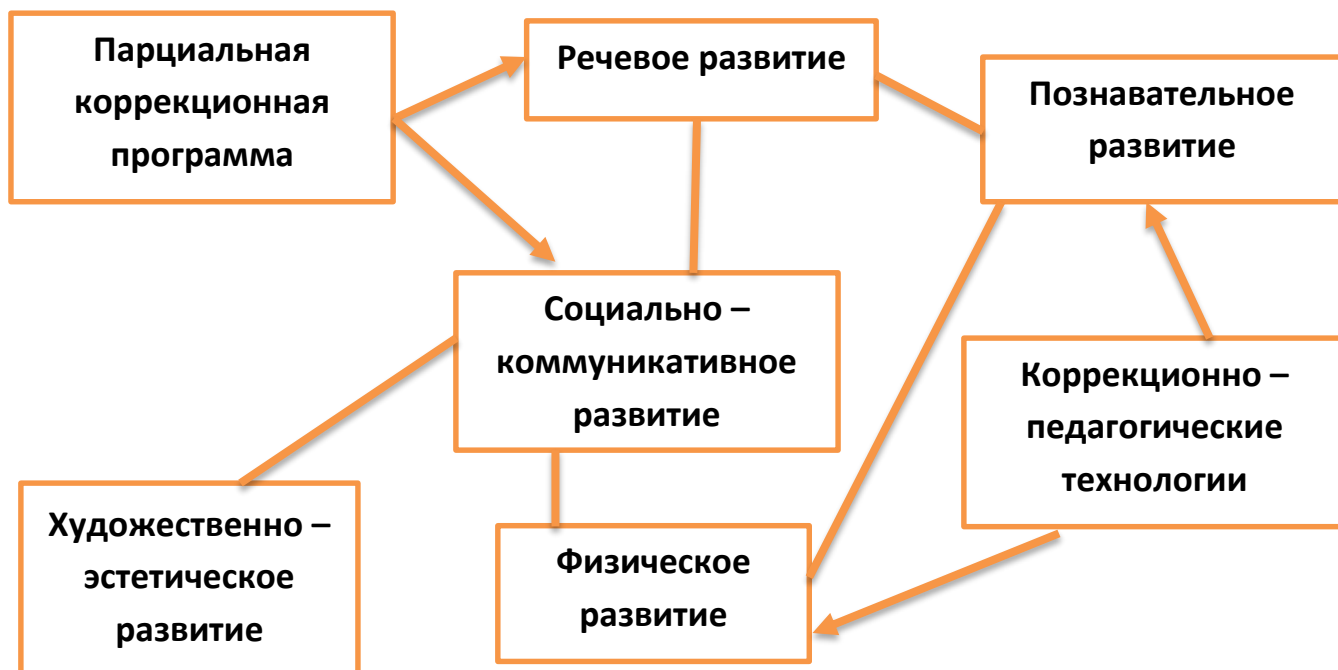 Парциальная
коррекционная
программа
Речевое развитие
Познавательное
развитие
Социально –
коммуникативное
развитие
Коррекционно –
педагогические
технологии
Художественно –
эстетическое
развитие
Физическое
развитие